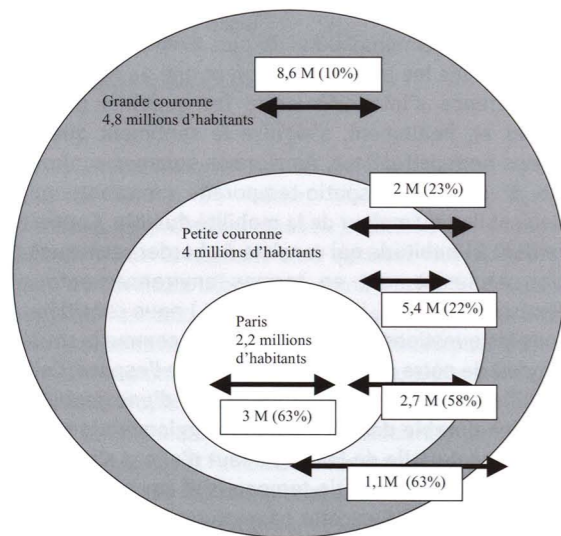 8,6 M (10%)
Grande couronne
4,8 millions d'habitants
2 M (23%)
Petite couronne
4 millions d'habitants
5,4 M (22%)
Paris
2,2 millions
d'habitants
3 M (63%)
2,7 M (58%)
1,1M (63%)